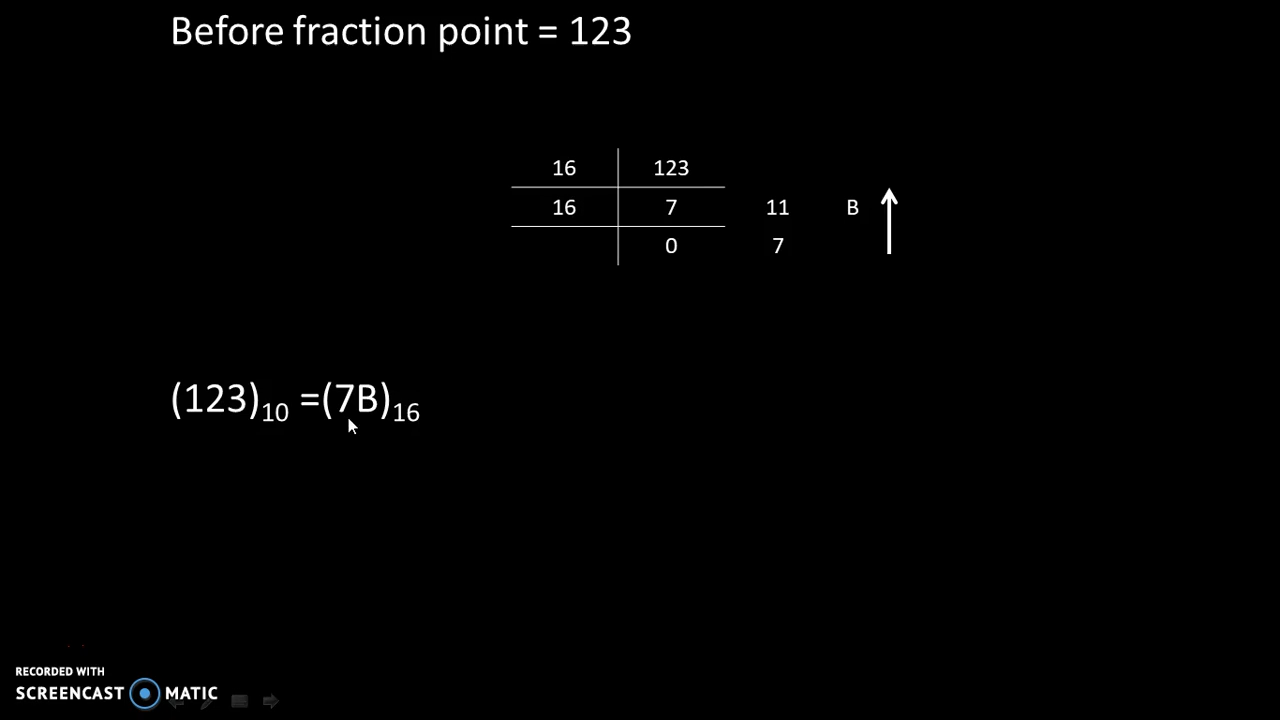 Before fraction point = 123
16 123
16 7 11 B
0 7
(123)10 =(7B)16
RECORDED WITH
SCREENCAST MATIC